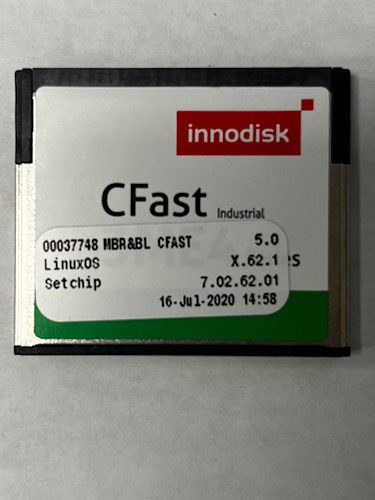 innodisk
CFast Industrial
00037748 MBR&BL CFAST 5.0
LinuxOS X.62.1 es
Setchip 7.02.62.01
16-Jul-2020 14:58